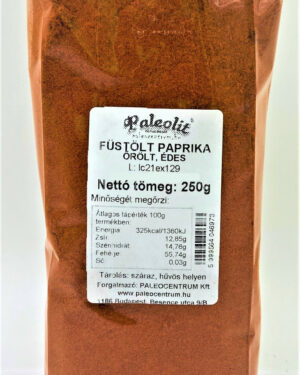 Paleolit
FÜSTÖLT PAPRIKA
ŐRÖLT, ÉDES
L: lc21ex129
Nettó tömeg: 250g
Minőségét megőrzi:
Átlagos tápérték 100g
termékben:
Energia 325kcal/1360kJ
Zsír 12,85g
Szénhidrát 14,76g
Fehérje 55,74g
Só 0,03g
Tárolás: száraz, hűvös helyen
Forgalmazó: PALEOCENTRUM Kft
www.paleocentrum.hu
1186 Budapest, Besence utca 9/B